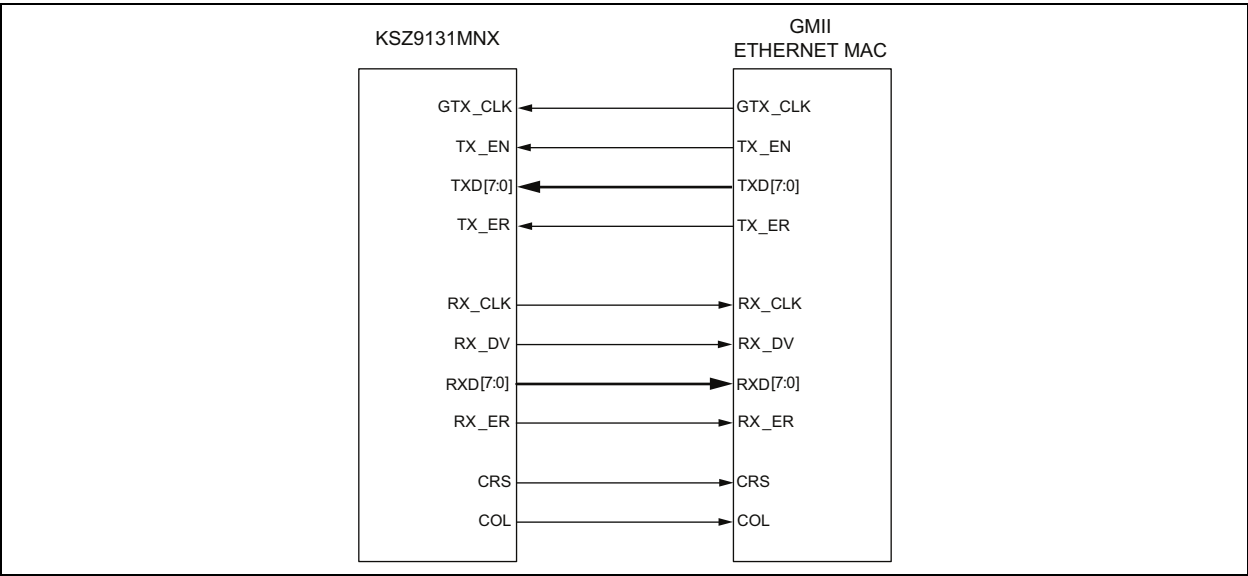 KSZ9131MNX
GMII
ETHERNET MAC
GTX_CLK GTX_CLK
TX_EN TX_EN
TXD[7:0] TXD[7:0]
TX_ER TX_ER
RX_CLK RX_CLK
RX_DV RX_DV
RXD[7:0] RXD[7:0]
RX_ER RX_ER
CRS CRS
COL COL